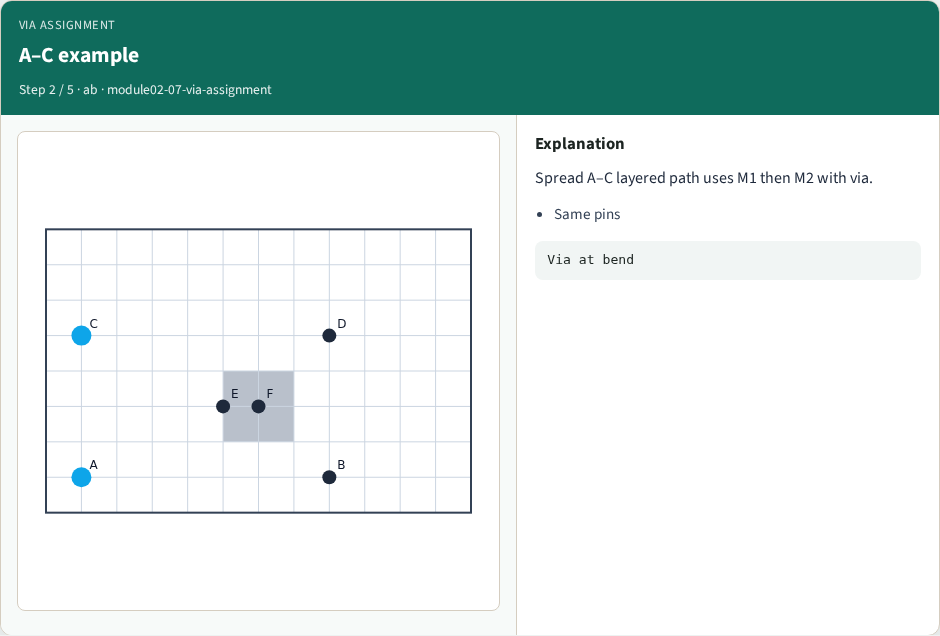 VIA ASSIGNMENT
A–C example
Step 2 / 5 · ab · module02-07-via-assignment
C
D
E
F
A
B
Explanation
Spread A–C layered path uses M1 then M2 with via.
• Same pins
Via at bend